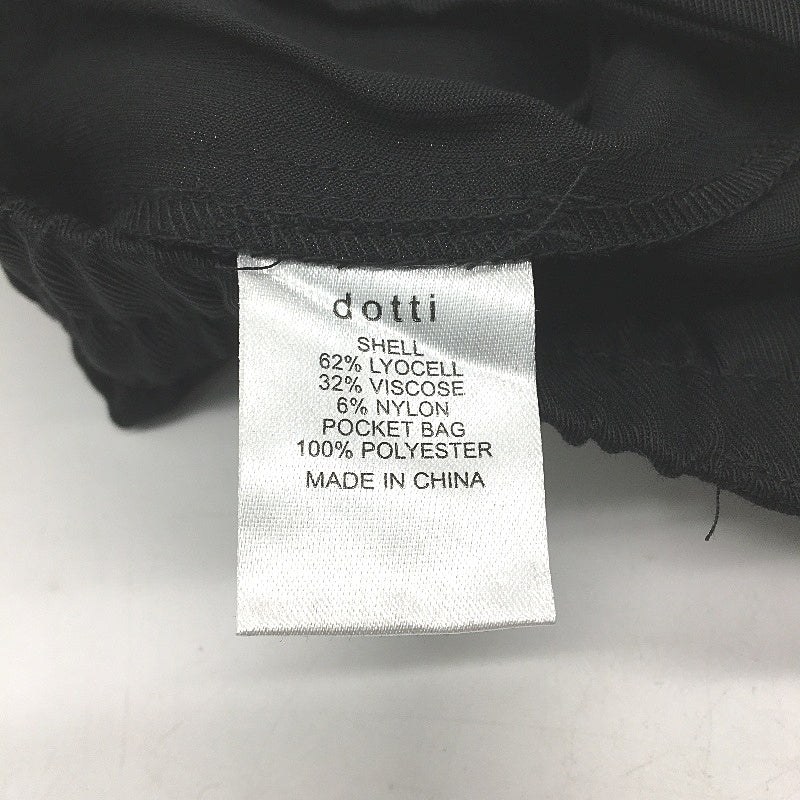 dotti
SHELL
62% LYOCELL
32% VISCOSE
6% NYLON
POCKET BAG
100% POLYESTER
MADE IN CHINA